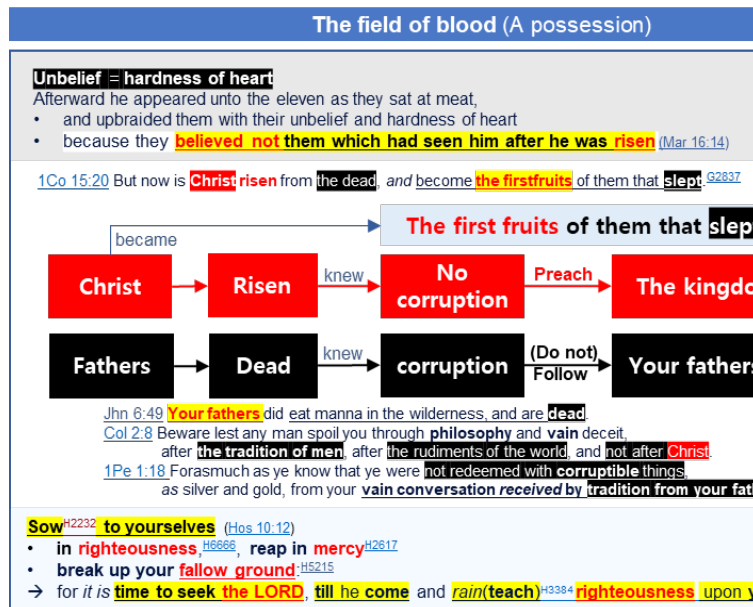 The field of blood (A possession)
Unbelief = hardness of heart
Afterward he appeared unto the eleven as they sat at meat,
• and upbraided them with their unbelief and hardness of heart
• because they believed not them which had seen him after he was risen (Mar 16:14)
1Co 15:20 But now is Christ risen from the dead, and become the firstfruits of them that slept.G2837
The first fruits of them that slep
became
Christ
Risen
knew
No corruption
Preach
The kingdo
Fathers
Dead
knew
corruption
(Do not) Follow
Your fathers
Jhn 6:49 Your fathers did eat manna in the wilderness, and are dead.
Col 2:8 Beware lest any man spoil you through philosophy and vain deceit,
after the tradition of men, after the rudiments of the world, and not after Christ.
1Pe 1:18 Forasmuch as ye know that ye were not redeemed with corruptible things,
as silver and gold, from your vain conversation received by tradition from your fat
SowH2232 to yourselves (Hos 10:12)
• in righteousness,H6666, reap in mercyH2617
• break up your fallow ground:H5215
→ for it is time to seek the LORD, till he come and rain(teach)H3384 righteousness upon